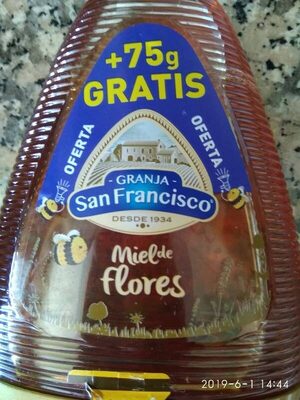 +75g
GRATIS
OFERTA
OFERTA
- GRANJA -
San Francisco
DESDE 1934
Miel de
flores
2019-6-1 14:44